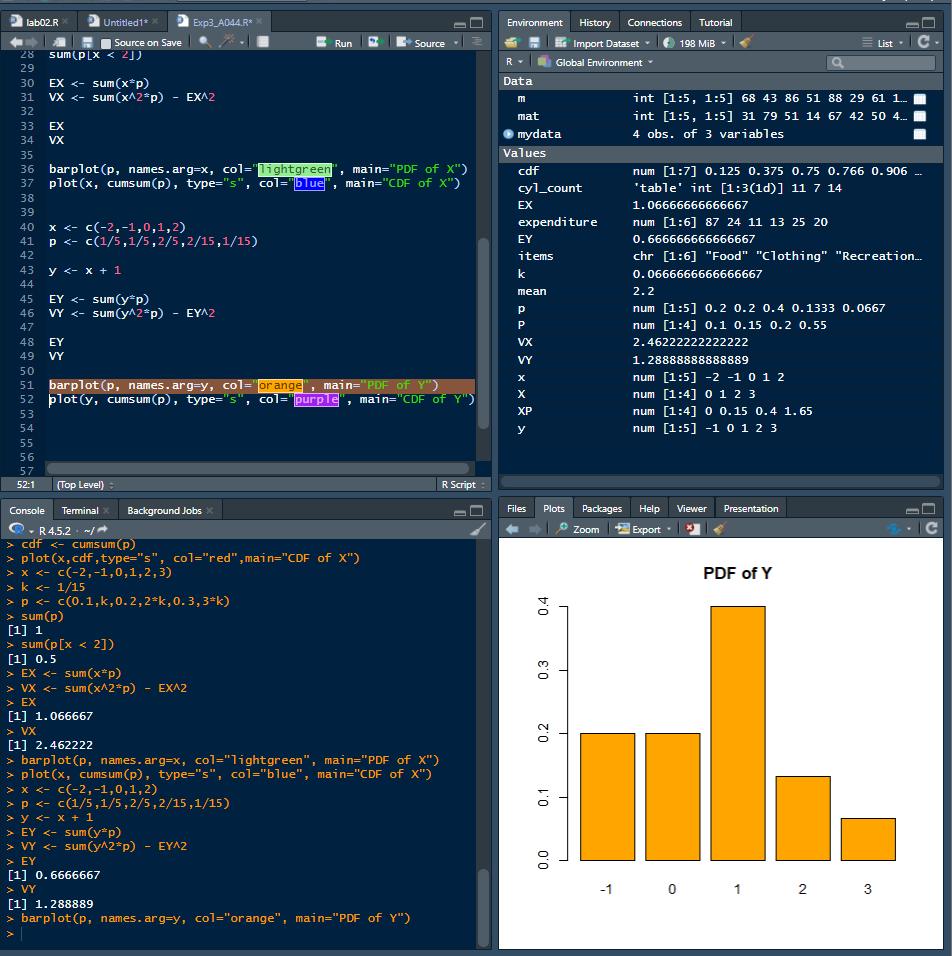 lab02.R Untitled1* Exp3_A044.R*
Source on Save Run Source
28 sum(p[x < 2])
29
30 EX <- sum(x*p)
31 VX <- sum(x^2*p) - EX^2
32
33 EX
34 VX
35
36 barplot(p, names.arg=x, col="lightgreen", main="PDF of X")
37 plot(x, cumsum(p), type="s", col="blue", main="CDF of X")
38
39
40 x <- c(-2,-1,0,1,2)
41 p <- c(1/5,1/5,2/5,2/15,1/15)
42
43 y <- x + 1
44
45 EY <- sum(y*p)
46 VY <- sum(y^2*p) - EY^2
47
48 EY
49 VY
50
51 barplot(p, names.arg=y, col="orange", main="PDF of Y")
52 plot(y, cumsum(p), type="s", col="purple", main="CDF of Y")
53
54
55
56
57
52:1 (Top Level) R Script
Console Terminal Background Jobs
R 4.5.2 · ~/
> cdf <- cumsum(p)
> plot(x,cdf,type="s", col="red",main="CDF of X")
> x <- c(-2,-1,0,1,2,3)
> k <- 1/15
> p <- c(0.1,k,0.2,2*k,0.3,3*k)
> sum(p)
[1] 1
> sum(p[x < 2])
[1] 0.5
> EX <- sum(x*p)
> VX <- sum(x^2*p) - EX^2
> EX
[1] 1.066667
> VX
[1] 2.462222
> barplot(p, names.arg=x, col="lightgreen", main="PDF of X")
> plot(x, cumsum(p), type="s", col="blue", main="CDF of X")
> x <- c(-2,-1,0,1,2)
> p <- c(1/5,1/5,2/5,2/15,1/15)
> y <- x + 1
> EY <- sum(y*p)
> VY <- sum(y^2*p) - EY^2
> EY
[1] 0.6666667
> VY
[1] 1.288889
> barplot(p, names.arg=y, col="orange", main="PDF of Y")
>
Environment History Connections Tutorial
Import Dataset 198 MiB List
R Global Environment
Data
m int [1:5, 1:5] 68 43 86 51 88 29 61 1…
mat int [1:5, 1:5] 31 79 51 14 67 42 50 4…
mydata 4 obs. of 3 variables
Values
cdf num [1:7] 0.125 0.375 0.75 0.766 0.906 …
cyl_count 'table' int [1:3(1d)] 11 7 14
EX 1.06666666666667
expenditure num [1:6] 87 24 11 13 25 20
EY 0.666666666666667
items chr [1:6] "Food" "Clothing" "Recreation…
k 0.0666666666666667
mean 2.2
p num [1:5] 0.2 0.2 0.4 0.1333 0.0667
P num [1:4] 0.1 0.15 0.2 0.55
VX 2.46222222222222
VY 1.28888888888889
x num [1:5] -2 -1 0 1 2
X num [1:4] 0 1 2 3
XP num [1:4] 0 0.15 0.4 1.65
y num [1:5] -1 0 1 2 3
Files Plots Packages Help Viewer Presentation
Zoom Export
PDF of Y
0.4
0.3
0.2
0.1
0.0
-1 0 1 2 3